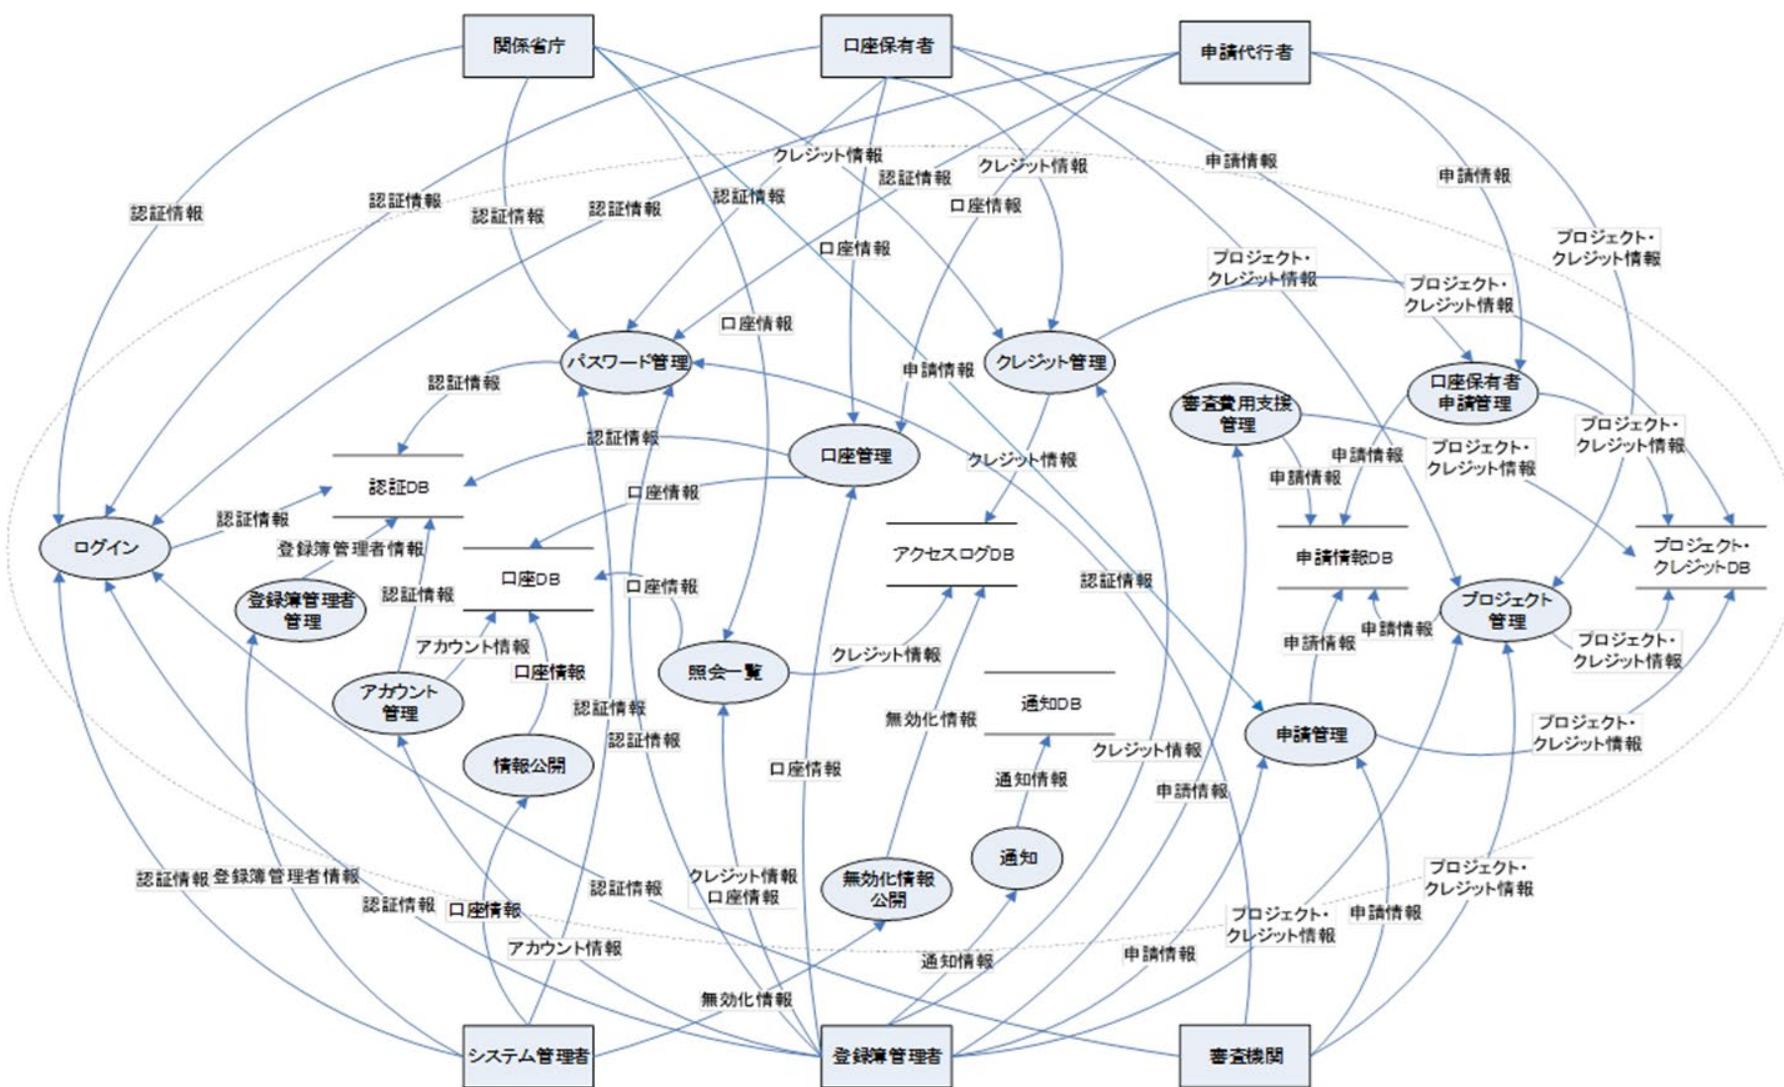 関係省庁
口座保有者
申請代行者
クレジット情報
クレジット情報
申請情報
申請情報
認証情報
認証情報
認証情報
認証情報
認証情報
認証情報
口座情報
口座情報
プロジェクト・
クレジット情報
プロジェクト・
クレジット情報
プロジェクト・
クレジット情報
口座情報
パスワード管理
申請情報
クレジット管理
口座保有者
申請管理
審査費用支援
管理
認証情報
認証情報
口座管理
クレジット情報
申請情報
申請情報
プロジェクト・
クレジット情報
プロジェクト・
クレジット情報
認証DB
口座情報
認証情報
ログイン
登録簿管理者情報
口座DB
アクセスログDB
申請情報DB
プロジェクト・
クレジットDB
認証情報
口座情報
認証情報
登録簿管理者
管理
プロジェクト
管理
アカウント情報
口座情報
照会一覧
クレジット情報
申請情報
申請情報
プロジェクト・
クレジット情報
アカウント
管理
認証情報
認証情報
無効化情報
通知DB
申請管理
プロジェクト・
クレジット情報
情報公開
口座情報
通知情報
クレジット情報
申請情報
認証情報
登録簿管理者情報
認証情報
口座情報
認証情報
クレジット情報
口座情報
無効化情報
公開
通知
プロジェクト・
クレジット情報
プロジェクト・
クレジット情報
申請情報
アカウント情報
通知情報
申請情報
無効化情報
システム管理者
登録簿管理者
審査機関